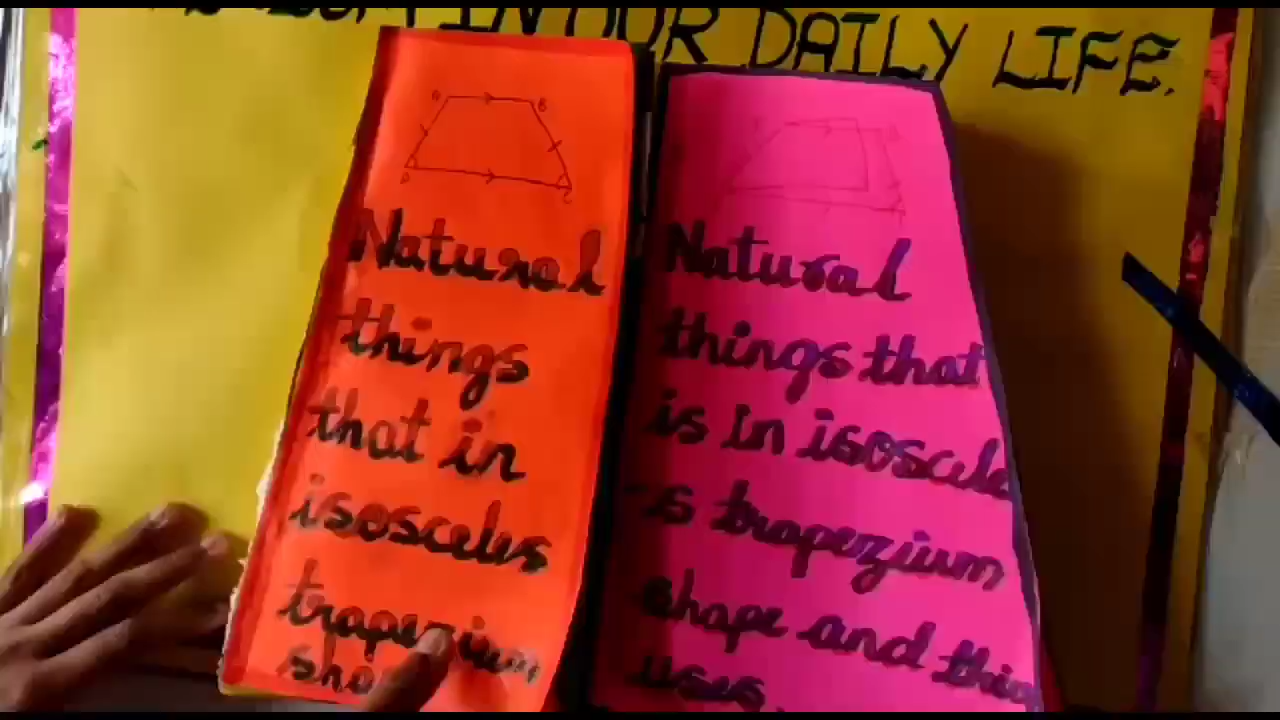 IN OUR DAILY LIFE.
A B
D C
Natural
things
that in
isosceles
trapezium
Natural
things that
is in isoscele
s trapezium
shape and this
uses.